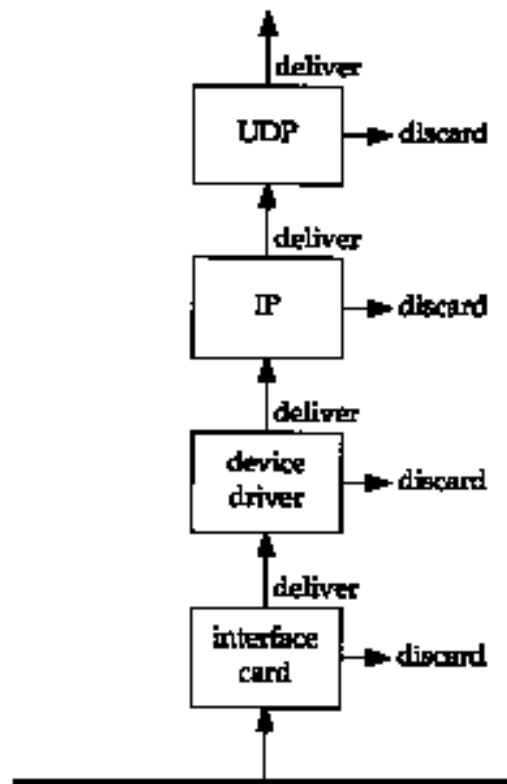 deliver
UDP
discard
deliver
IP
discard
deliver
device
driver
discard
deliver
interface
card
discard